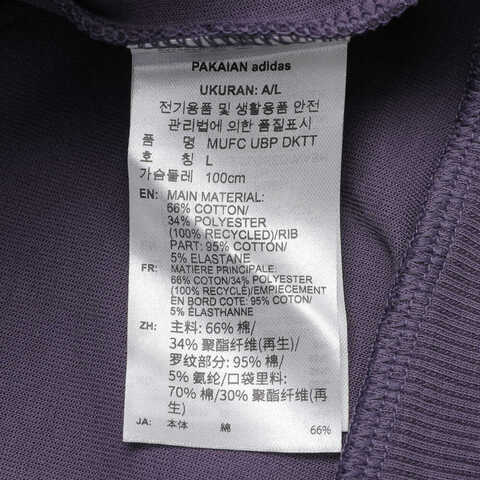 PAKAIAN adidas
UKURAN: A/L
전기용품 및 생활용품 안전
관리법에 의한 품질표시
품 명 MUFC UBP DKTT
호 칭 L
가슴둘레 100cm
EN: MAIN MATERIAL:
66% COTTON/
34% POLYESTER
(100% RECYCLED)/RIB
PART: 95% COTTON/
5% ELASTANE
FR: MATIERE PRINCIPALE:
66% COTON/34% POLYESTER
(100% RECYCLE)/EMPIECEMENT
EN BORD COTE: 95% COTON/
5% ÉLASTHANNE
ZH: 主料: 66% 棉/
34% 聚酯纤维(再生)/
罗纹部分: 95% 棉/
5% 氨纶/口袋里料:
70% 棉/30% 聚酯纤维(再
生)
JA: 本体 綿 66%